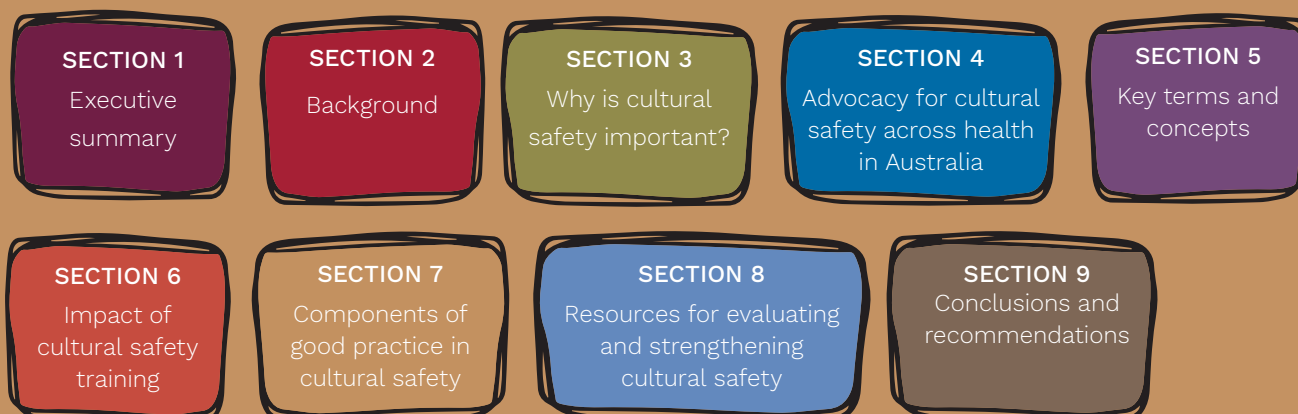 SECTION 1
Executive
summary
SECTION 2
Background
SECTION 3
Why is cultural
safety important?
SECTION 4
Advocacy for cultural
safety across health
in Australia
SECTION 5
Key terms and
concepts
SECTION 6
Impact of
cultural safety
training
SECTION 7
Components of
good practice in
cultural safety
SECTION 8
Resources for evaluating
and strengthening
cultural safety
SECTION 9
Conclusions and
recommendations